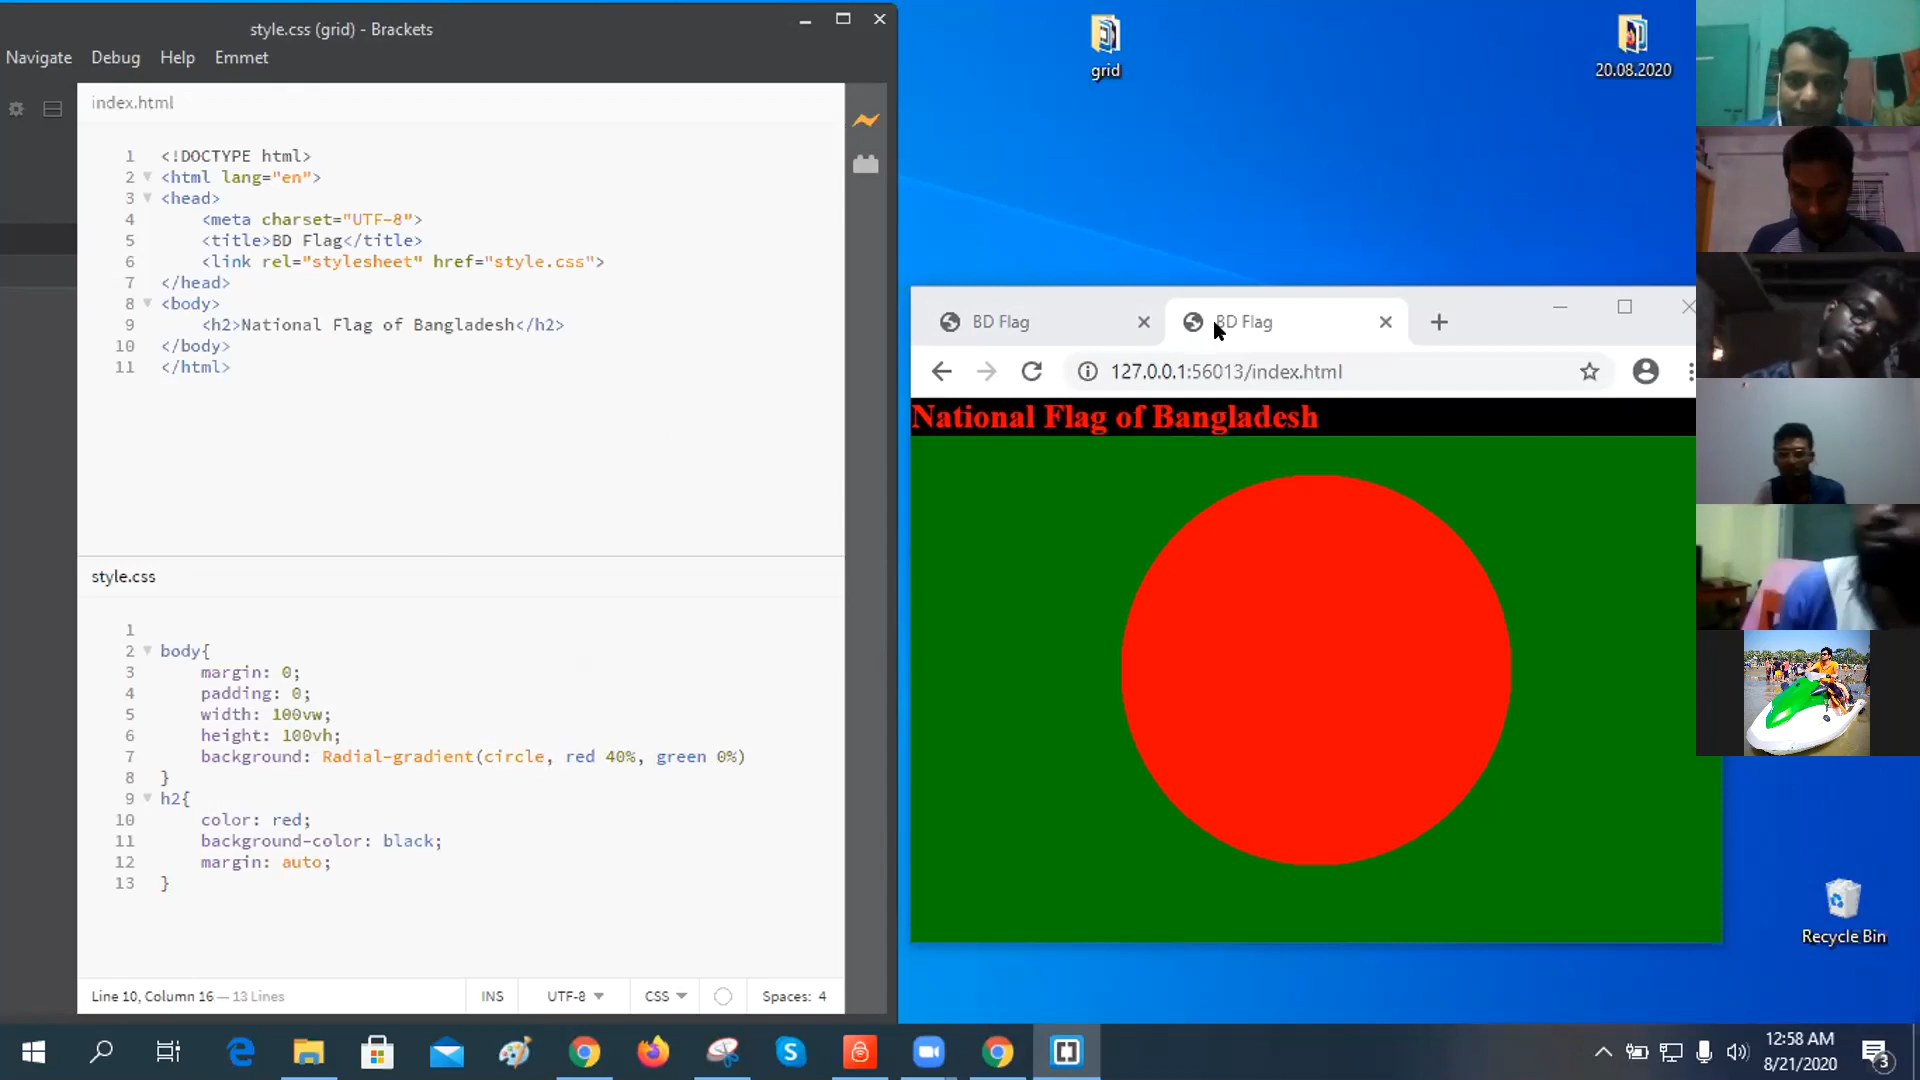 style.css (grid) - Brackets
Navigate Debug Help Emmet
index.html
1 <!DOCTYPE html>
2 <html lang="en">
3 <head>
4 <meta charset="UTF-8">
5 <title>BD Flag</title>
6 <link rel="stylesheet" href="style.css">
7 </head>
8 <body>
9 <h2>National Flag of Bangladesh</h2>
10 </body>
11 </html>
style.css
1
2 body{
3 margin: 0;
4 padding: 0;
5 width: 100vw;
6 height: 100vh;
7 background: Radial-gradient(circle, red 40%, green 0%)
8 }
9 h2{
10 color: red;
11 background-color: black;
12 margin: auto;
13 }
Line 10, Column 16 — 13 Lines
INS UTF-8 CSS Spaces: 4
grid
20.08.2020
BD Flag
BD Flag
127.0.0.1:56013/index.html
National Flag of Bangladesh
Recycle Bin
12:58 AM
8/21/2020
3